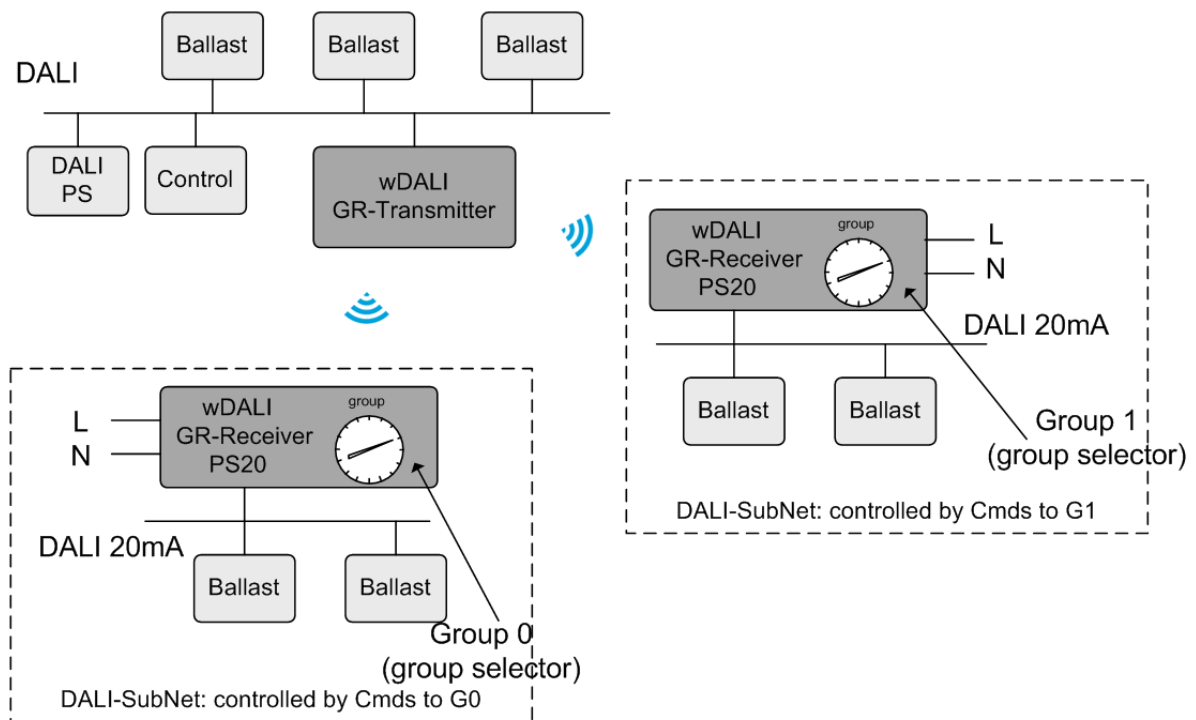 Ballast
Ballast
Ballast
DALI
DALI
PS
Control
wDALI
GR-Transmitter
wDALI
GR-Receiver
PS20
group
L
N
DALI 20mA
Ballast
Ballast
Group 1
(group selector)
DALI-SubNet: controlled by Cmds to G1
L
N
wDALI
GR-Receiver
PS20
group
DALI 20mA
Ballast
Ballast
Group 0
(group selector)
DALI-SubNet: controlled by Cmds to G0